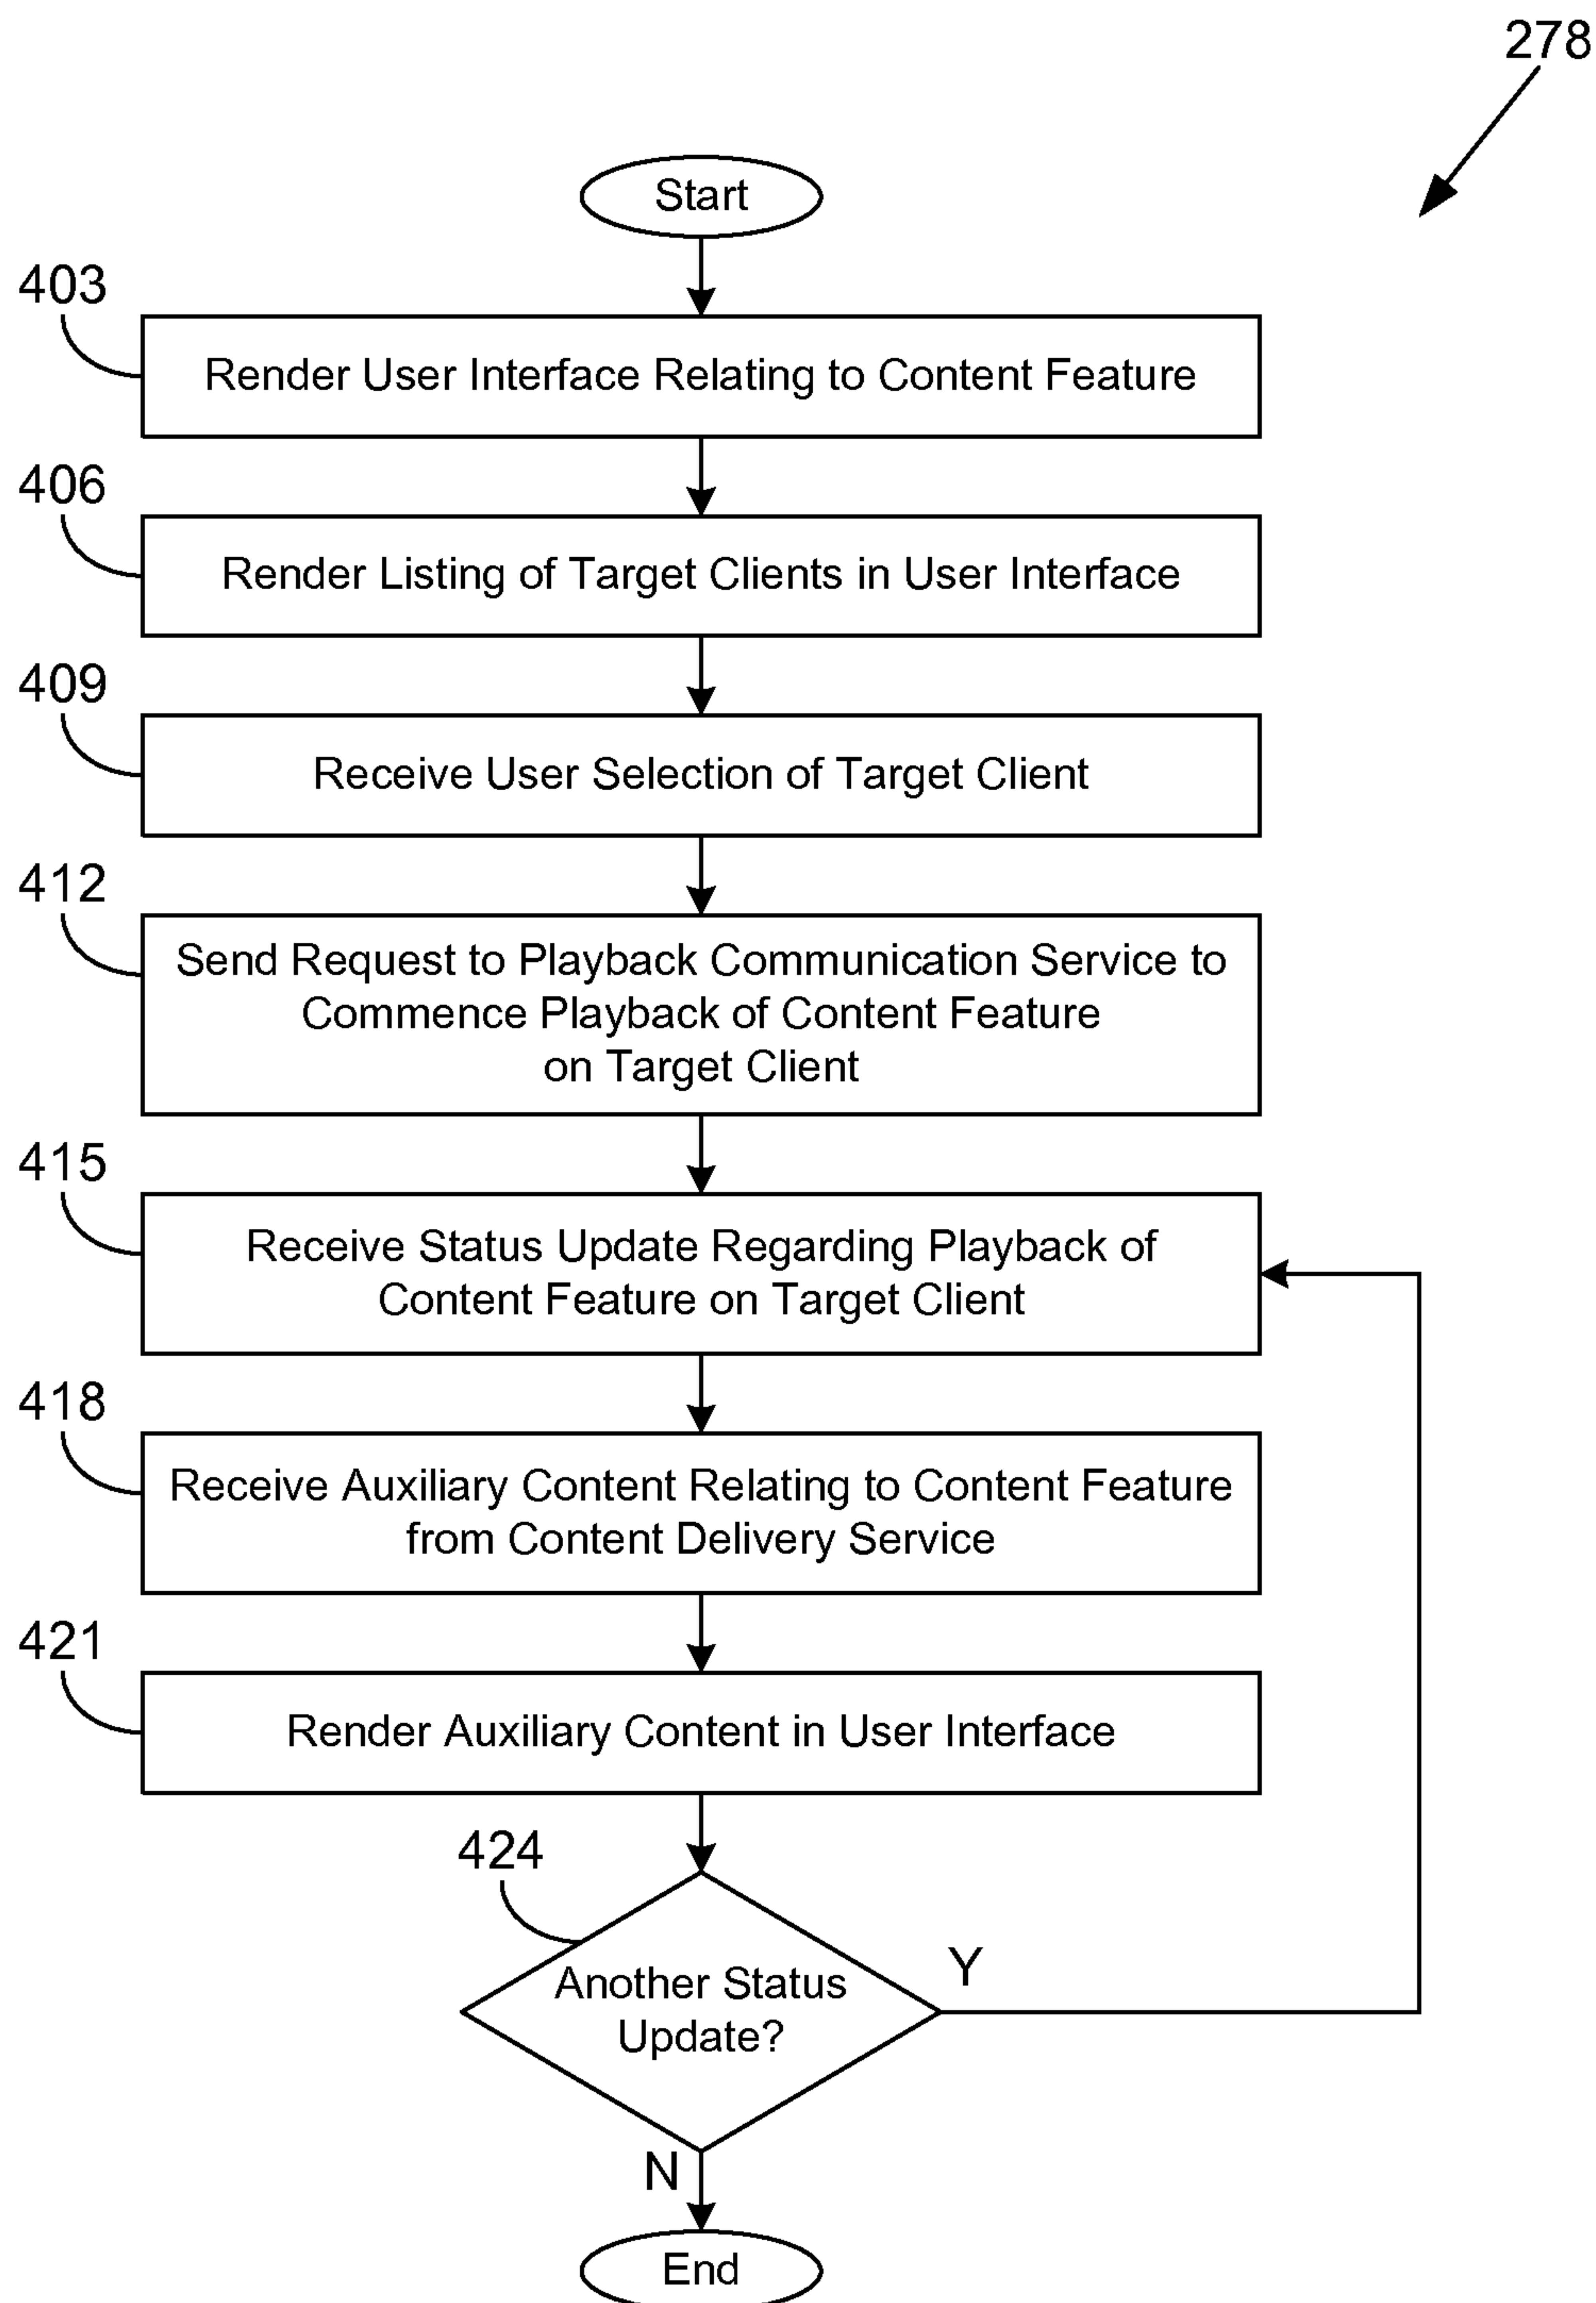 278
Start
403
Render User Interface Relating to Content Feature
406
Render Listing of Target Clients in User Interface
409
Receive User Selection of Target Client
412
Send Request to Playback Communication Service to
Commence Playback of Content Feature
on Target Client
415
Receive Status Update Regarding Playback of
Content Feature on Target Client
418
Receive Auxiliary Content Relating to Content Feature
from Content Delivery Service
421
Render Auxiliary Content in User Interface
424
Another Status
Update?
Y
N
End